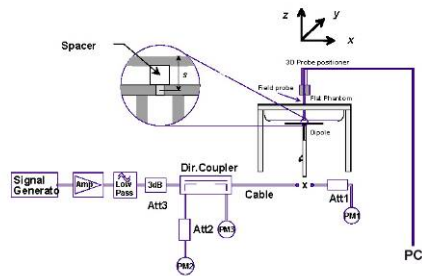 z
y
x
Spacer
s
3D Probe positioner
Field probe
Flat Phantom
Dipole
Dir.Coupler
Signal
Generato
Amp
Low
Pass
3dB
Att3
Cable
x
Att1
Att2
PM3
PM1
PM2
PC